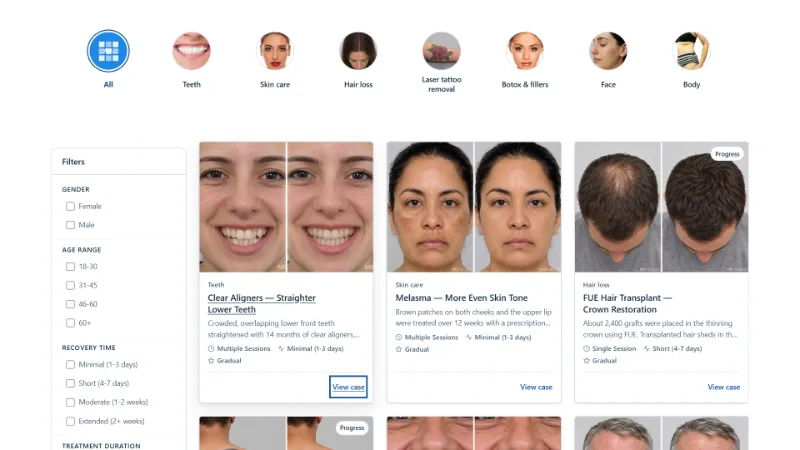 All
Teeth
Skin care
Hair loss
Laser tattoo
removal
Botox & fillers
Face
Body
Filters
GENDER
Female
Male
AGE RANGE
18-30
31-45
46-60
60+
RECOVERY TIME
Minimal (1-3 days)
Short (4-7 days)
Moderate (1-2 weeks)
Extended (2+ weeks)
TREATMENT DURATION
Teeth
Clear Aligners — Straighter
Lower Teeth
Crowded, overlapping lower front teeth
straightened with 14 months of clear aligners,...
Multiple Sessions
Minimal (1-3 days)
Gradual
View case
Skin care
Melasma — More Even Skin Tone
Brown patches on both cheeks and the upper lip
were treated over 12 weeks with a prescription...
Multiple Sessions
Minimal (1-3 days)
Gradual
View case
Progress
Hair loss
FUE Hair Transplant —
Crown Restoration
About 2,400 grafts were placed in the thinning
crown using FUE. Transplanted hair sheds in th...
Single Session
Short (4-7 days)
Gradual
View case
Progress